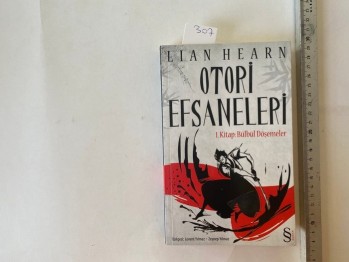 307
LIAN HEARN
OTORİ
EFSANELERİ
1. Kitap: Bülbül Döşemeler